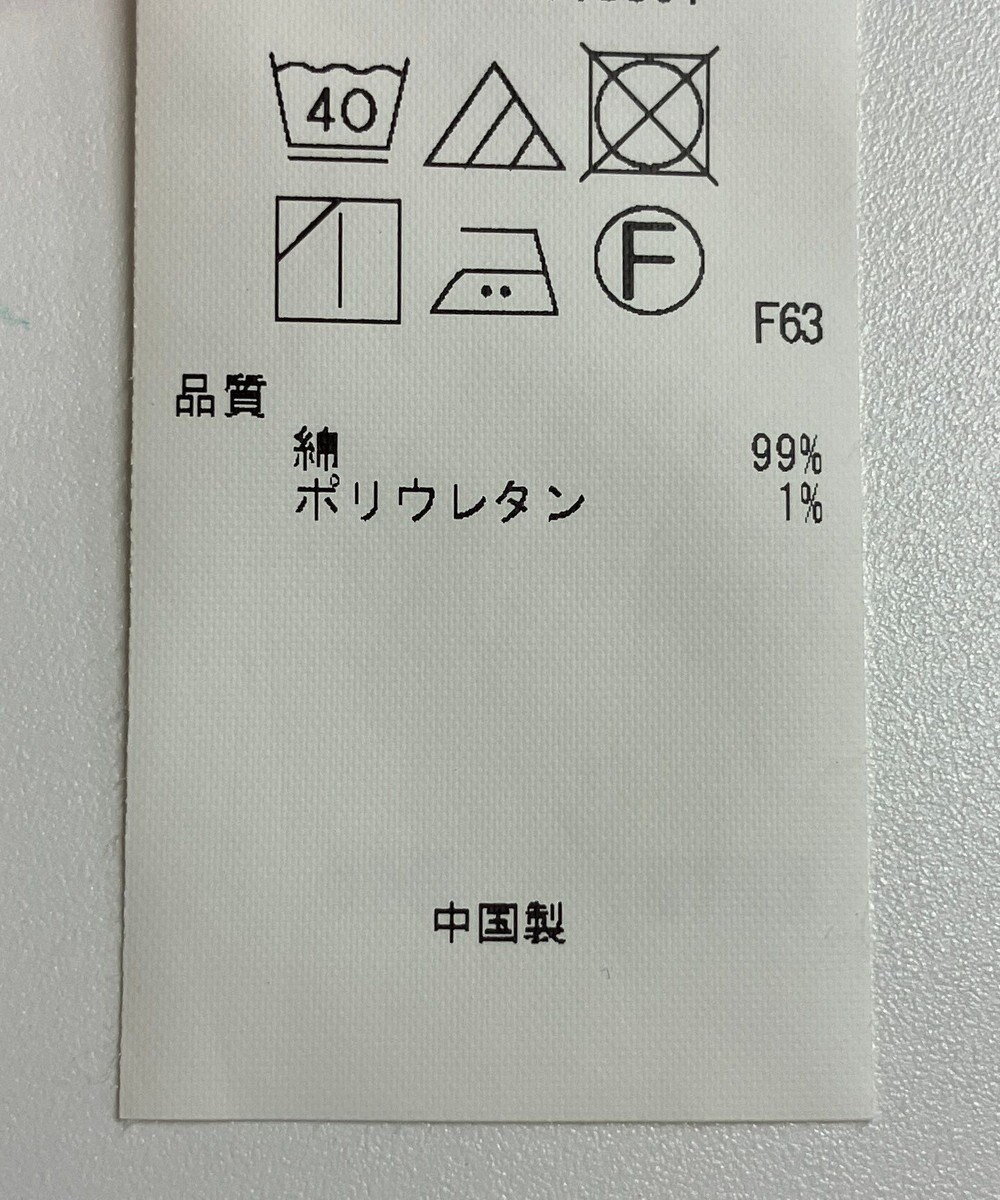 40
F
F63
品質
綿 99%
ポリウレタン 1%
中国製